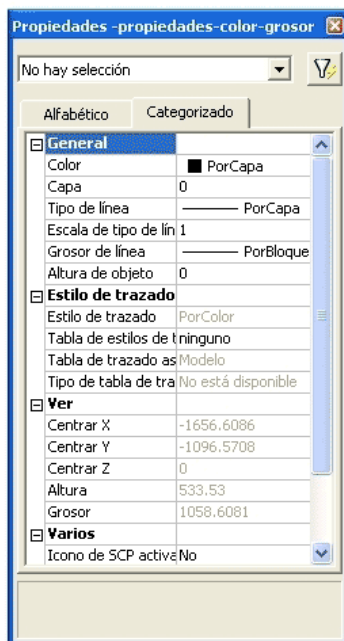 Propiedades -propiedades-color-grosor
No hay selección
Alfabético Categorizado
General
Color PorCapa
Capa 0
Tipo de línea PorCapa
Escala de tipo de lín 1
Grosor de línea PorBloque
Altura de objeto 0
Estilo de trazado
Estilo de trazado PorColor
Tabla de estilos de t ninguno
Tabla de trazado as Modelo
Tipo de tabla de tra No está disponible
Ver
Centrar X -1656.6086
Centrar Y -1096.5708
Centrar Z 0
Altura 533.53
Grosor 1058.6081
Varios
Icono de SCP activa No